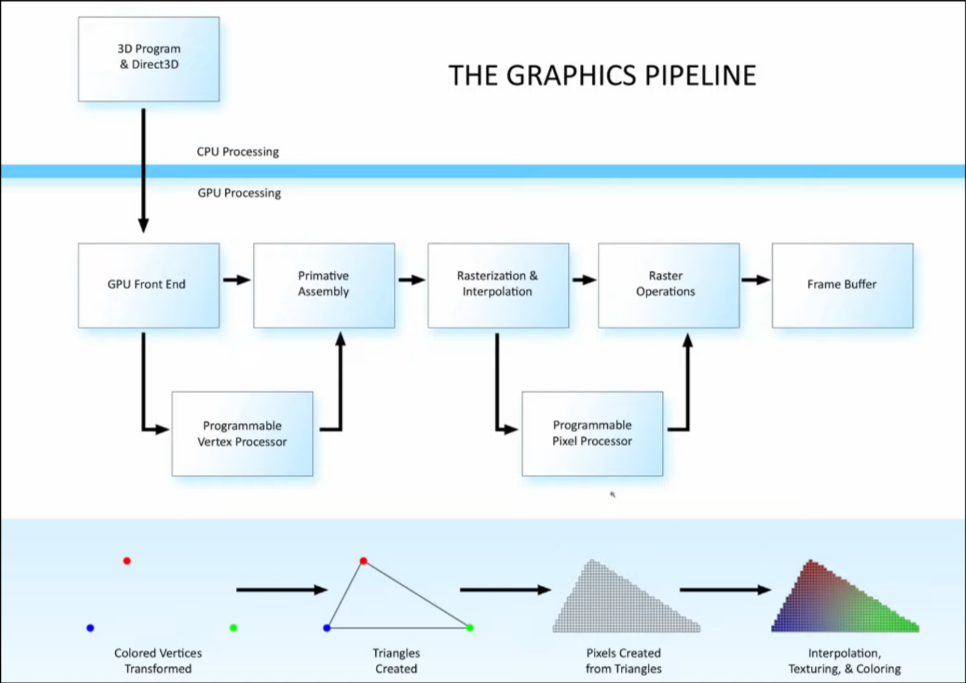 3D Program
& Direct3D
THE GRAPHICS PIPELINE
CPU Processing
GPU Processing
GPU Front End
Primative
Assembly
Rasterization &
Interpolation
Raster
Operations
Frame Buffer
Programmable
Vertex Processor
Programmable
Pixel Processor
Colored Vertices
Transformed
Triangles
Created
Pixels Created
from Triangles
Interpolation,
Texturing, & Coloring